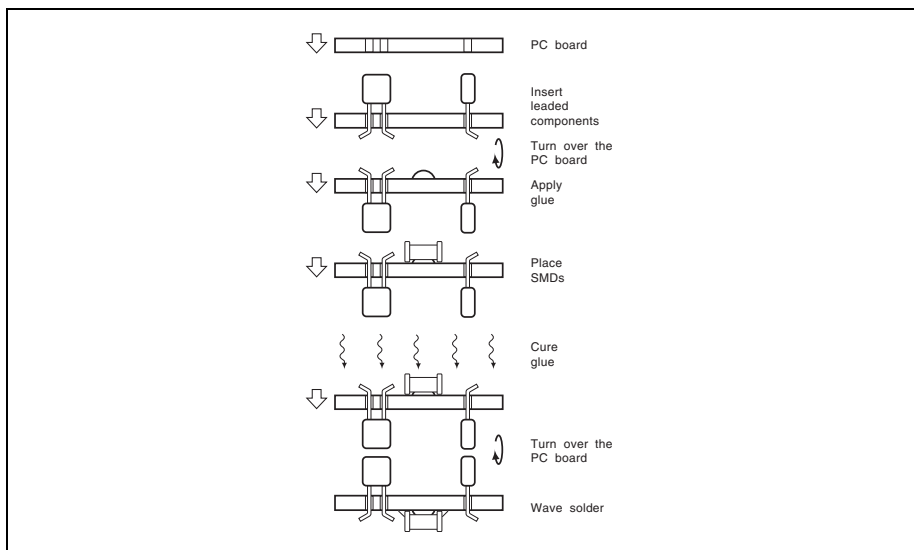 PC board
Insert
leaded
components
Turn over the
PC board
Apply
glue
Place
SMDs
Cure
glue
Turn over the
PC board
Wave solder